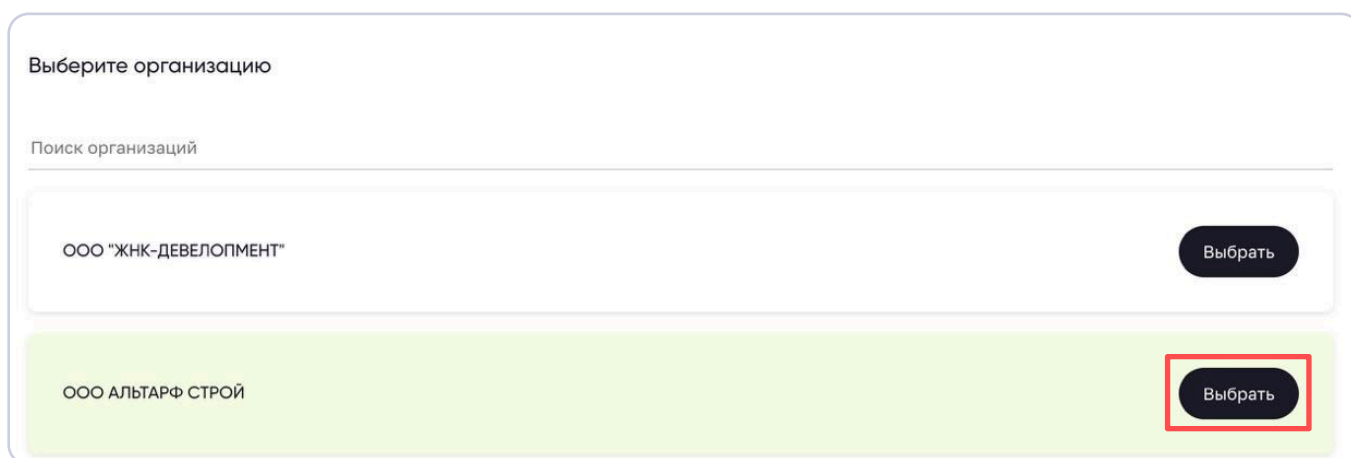 Выберите организацию
Поиск организаций
ООО "ЖНК-ДЕВЕЛОПМЕНТ"
Выбрать
ООО АЛЬТАРФ СТРОЙ
Выбрать